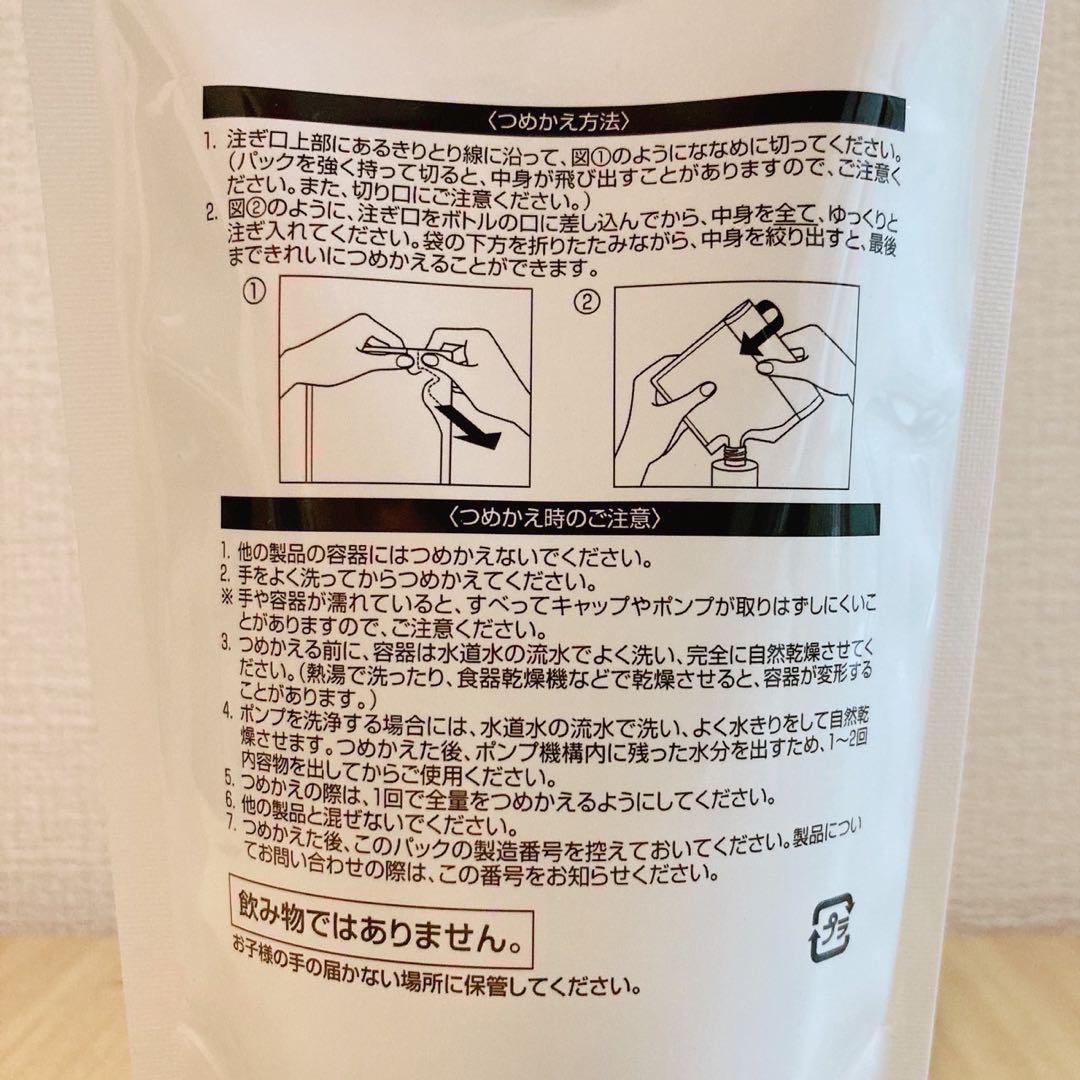 〈つめかえ方法〉
1. 注ぎ口上部にあるきりとり線に沿って、図①のようにななめに切ってください。
(パックを強く持って切ると、中身が飛び出すことがありますので、ご注意く
ださい。また、切り口にご注意ください。)
2. 図②のように、注ぎ口をボトルの口に差し込んでから、中身を全て、ゆっくりと
注ぎ入れてください。袋の下方を折りたたみながら、中身を絞り出すと、最後
まできれいにつめかえることができます。
① ②
〈つめかえ時のご注意〉
1. 他の製品の容器にはつめかえないでください。
2. 手をよく洗ってからつめかえてください。
※ 手や容器が濡れていると、すべってキャップやポンプが取りはずしにくいこ
とがありますので、ご注意ください。
3. つめかえる前に、容器は水道水の流水でよく洗い、完全に自然乾燥させてく
ださい。(熱湯で洗ったり、食器乾燥機などで乾燥させると、容器が変形する
ことがあります。)
4. ポンプを洗浄する場合には、水道水の流水で洗い、よく水きりをして自然乾
燥させます。つめかえた後、ポンプ機構内に残った水分を出すため、1〜2回
内容物を出してからご使用ください。
5. つめかえの際は、1回で全量をつめかえるようにしてください。
6. 他の製品と混ぜないでください。
7. つめかえた後、このパックの製造番号を控えておいてください。製品につい
てお問い合わせの際は、この番号をお知らせください。
飲み物ではありません。
プラ
お子様の手の届かない場所に保管してください。